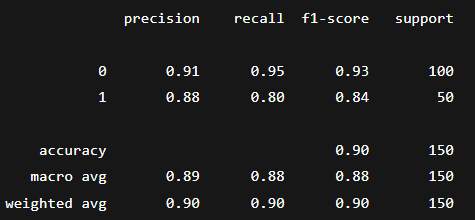 precision recall f1-score support
0 0.91 0.95 0.93 100
1 0.88 0.80 0.84 50
accuracy 0.90 150
macro avg 0.89 0.88 0.88 150
weighted avg 0.90 0.90 0.90 150